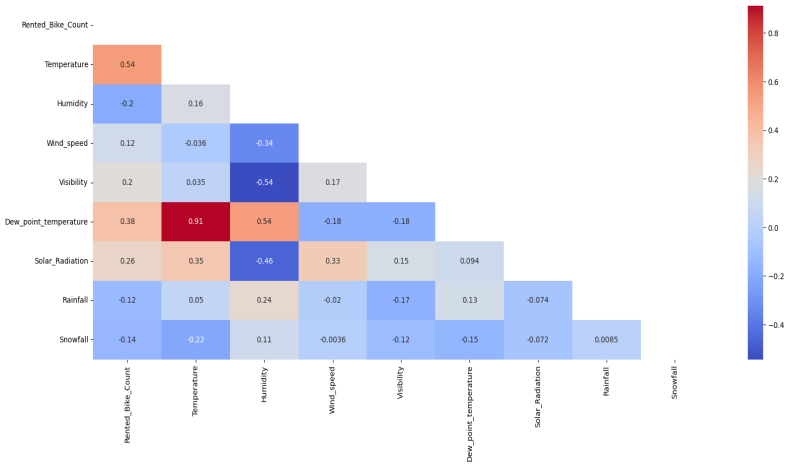 Rented_Bike_Count
Temperature 0.54
Humidity -0.2 0.16
Wind_speed 0.12 -0.036 -0.34
Visibility 0.2 0.035 -0.54 0.17
Dew_point_temperature 0.38 0.91 0.54 -0.18 -0.18
Solar_Radiation 0.26 0.35 -0.46 0.33 0.15 0.094
Rainfall -0.12 0.05 0.24 -0.02 -0.17 0.13 -0.074
Snowfall -0.14 -0.22 0.11 -0.0036 -0.12 -0.15 -0.072 0.0085
Rented_Bike_Count
Temperature
Humidity
Wind_speed
Visibility
Dew_point_temperature
Solar_Radiation
Rainfall
Snowfall
0.8
0.6
0.4
0.2
0.0
-0.2
-0.4